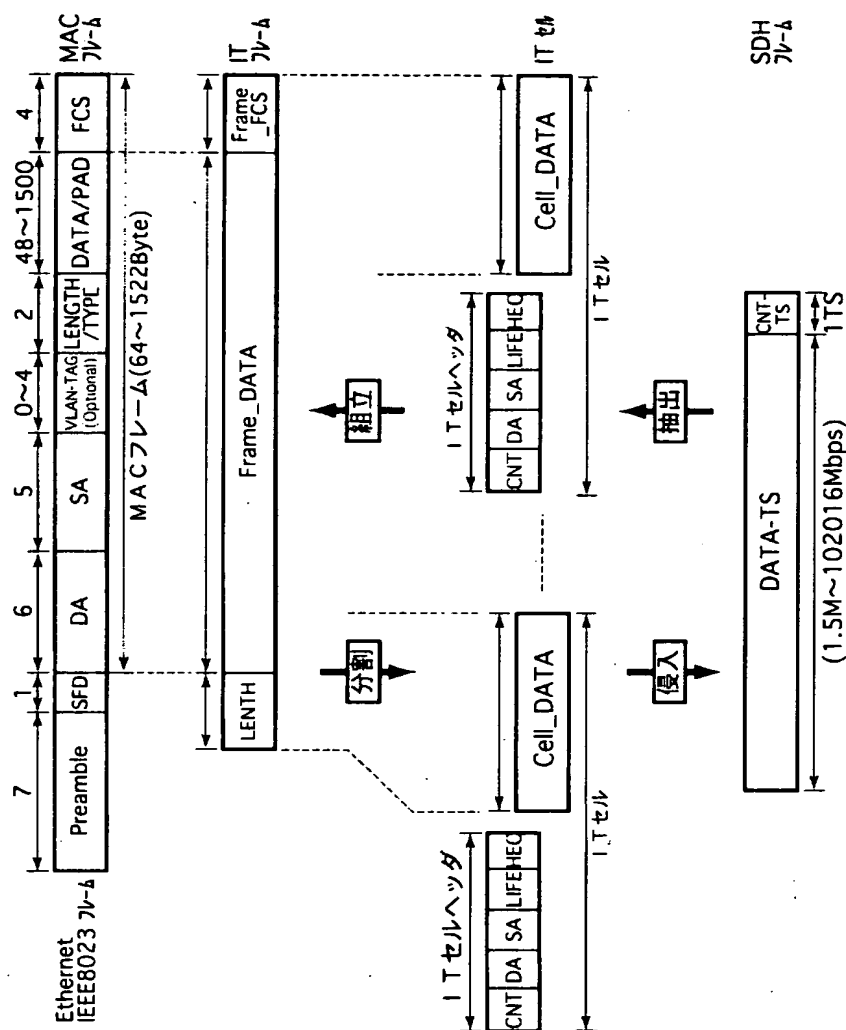 Ethernet
IEEE8023 フレーム
7
1
6
5
0~4
2
48~1500
4
Preamble
SFD
DA
SA
VLAN-TAG
(Optional)
LENGTH
/TYPE
DATA/PAD
FCS
MAC
フレーム
MACフレーム(64~1522Byte)
LENTH
Frame_DATA
Frame
_FCS
IT
フレーム
分割
組立
ITセルヘッダ
CNT
DA
SA
LIFE
HEC
Cell_DATA
ITセル
ITセルヘッダ
CNT
DA
SA
LIFE
HEC
Cell_DATA
ITセル
ITセル
侵入
抽出
DATA-TS
CNT-
TS
SDH
フレーム
(1.5M~102016Mbps)
1TS